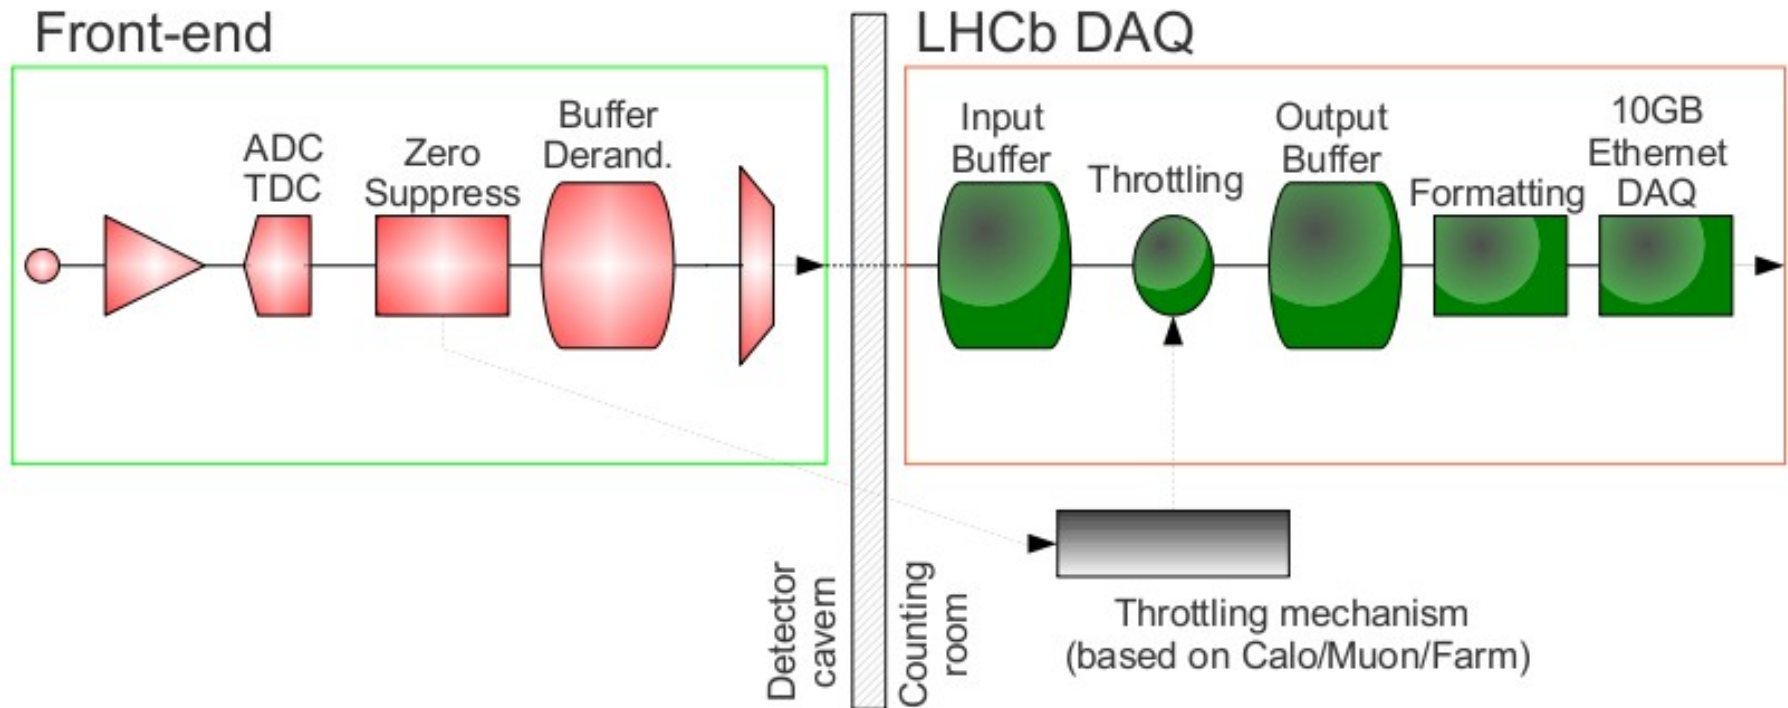 Front-end
LHCb DAQ
ADC
TDC
Zero
Suppress
Buffer
Derand.
Input
Buffer
Throttling
Output
Buffer
Formatting
10GB
Ethernet
DAQ
Detector
cavern
Counting
room
Throttling mechanism
(based on Calo/Muon/Farm)